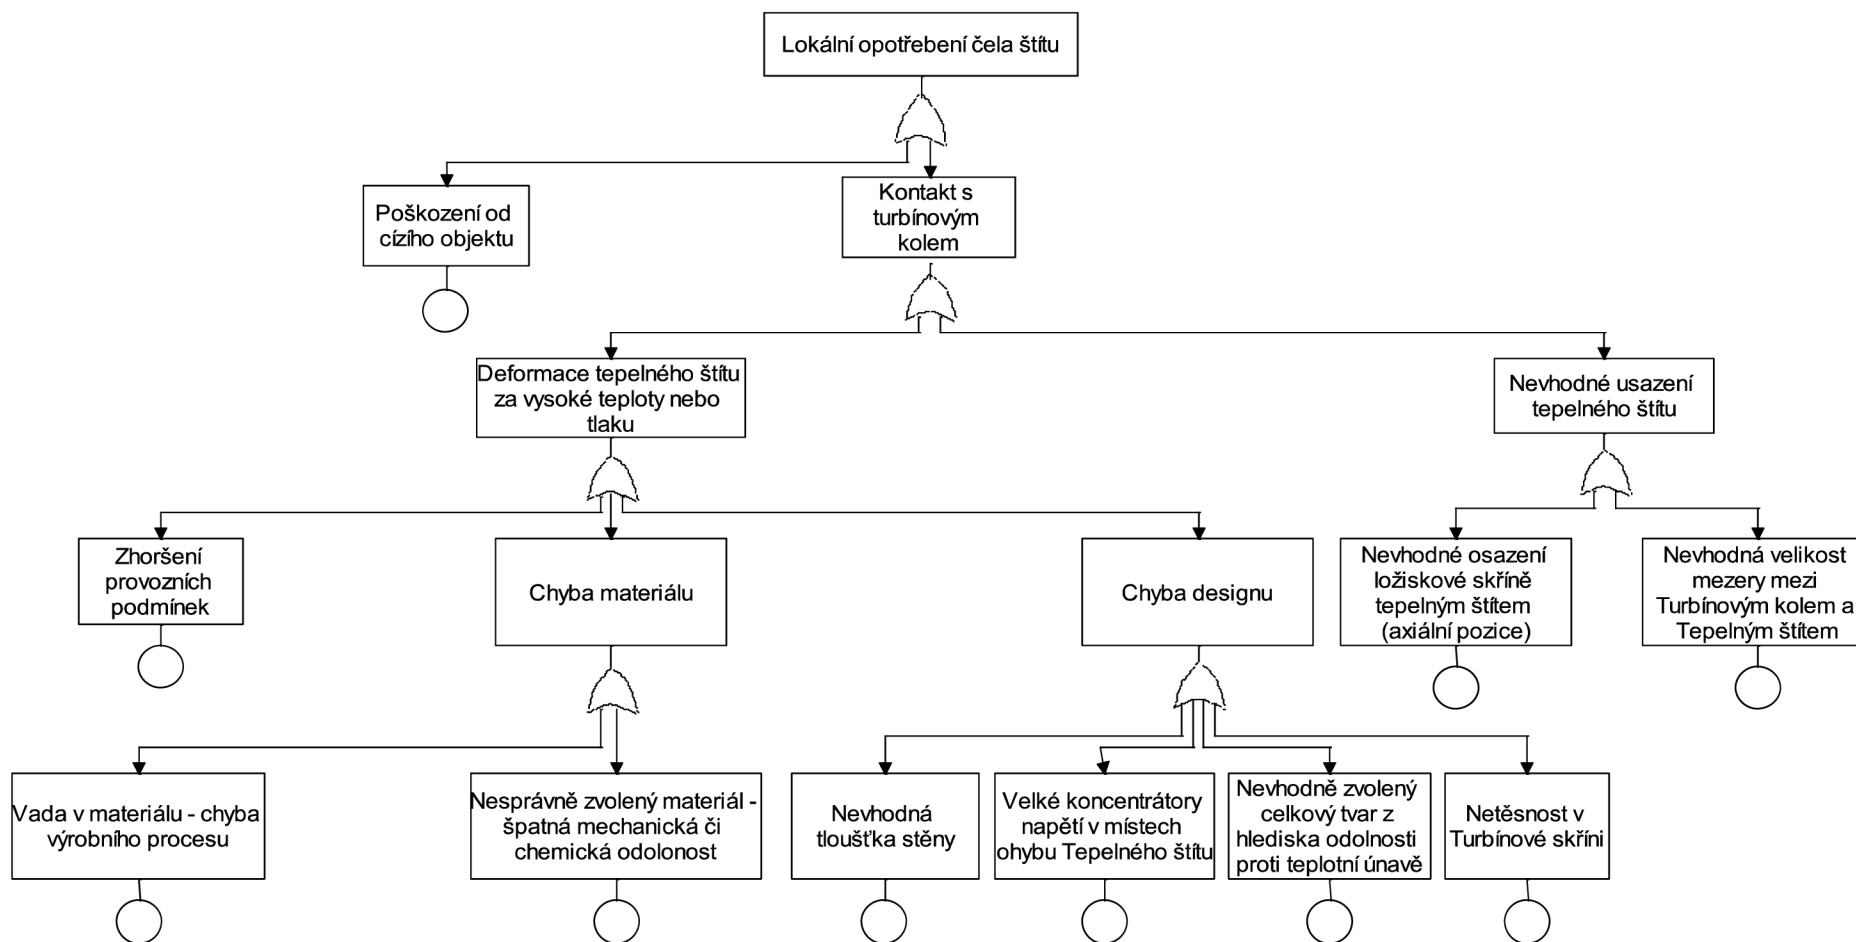 Lokální opotřebení čela štítu
Poškození od
cízího objektu
Kontakt s
turbínovým
kolem
Deformace tepelného štítu
za vysoké teploty nebo
tlaku
Nevhodné usazení
tepelného štítu
Zhoršení
provozních
podmínek
Chyba materiálu
Chyba designu
Nevhodné osazení
ložiskové skříně
tepelným štítem
(axiální pozice)
Nevhodná velikost
mezery mezi
Turbínovým kolem a
Tepelným štítem
Vada v materiálu - chyba
výrobního procesu
Nesprávně zvolený materiál -
špatná mechanická či
chemická odolonost
Nevhodná
tloušťka stěny
Velké koncentrátory
napětí v místech
ohybu Tepelného štítu
Nevhodně zvolený
celkový tvar z
hlediska odolnosti
proti teplotní únavě
Netěsnost v
Turbínové skříni